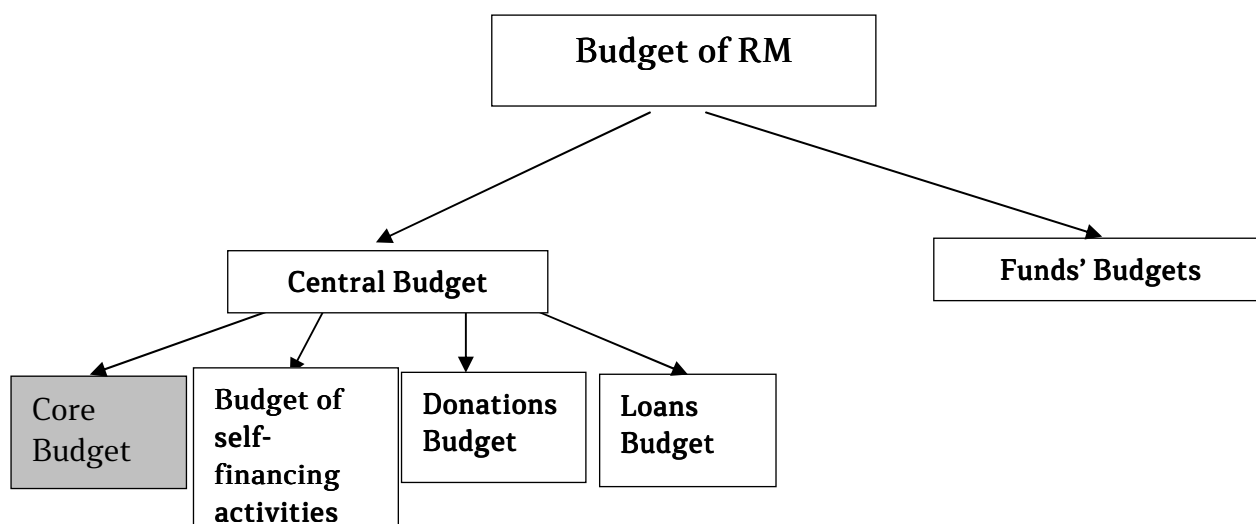 Budget of RM
Central Budget
Funds’ Budgets
Core
Budget
Budget of
self-
financing
activities
Donations
Budget
Loans
Budget